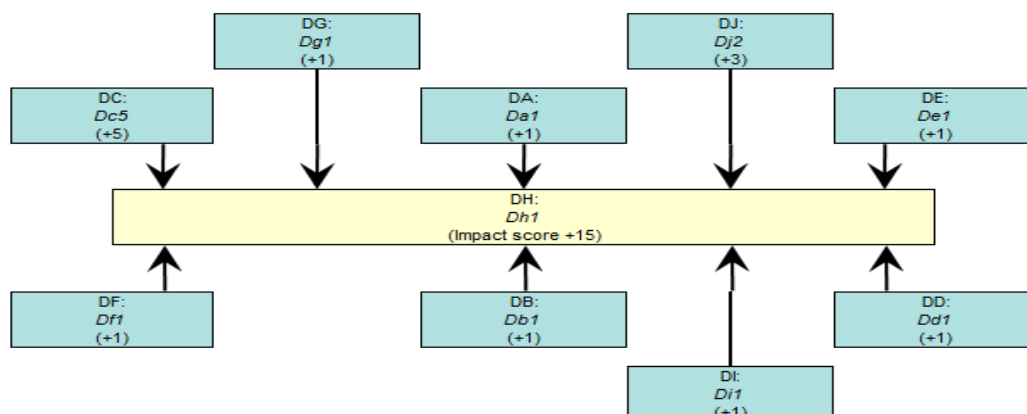 DG:
Dg1
(+1)
DJ:
Dj2
(+3)
DC:
Dc5
(+5)
DA:
Da1
(+1)
DE:
De1
(+1)
DH:
Dh1
(Impact score +15)
DF:
Df1
(+1)
DB:
Db1
(+1)
DD:
Dd1
(+1)
DI:
Di1
(+1)